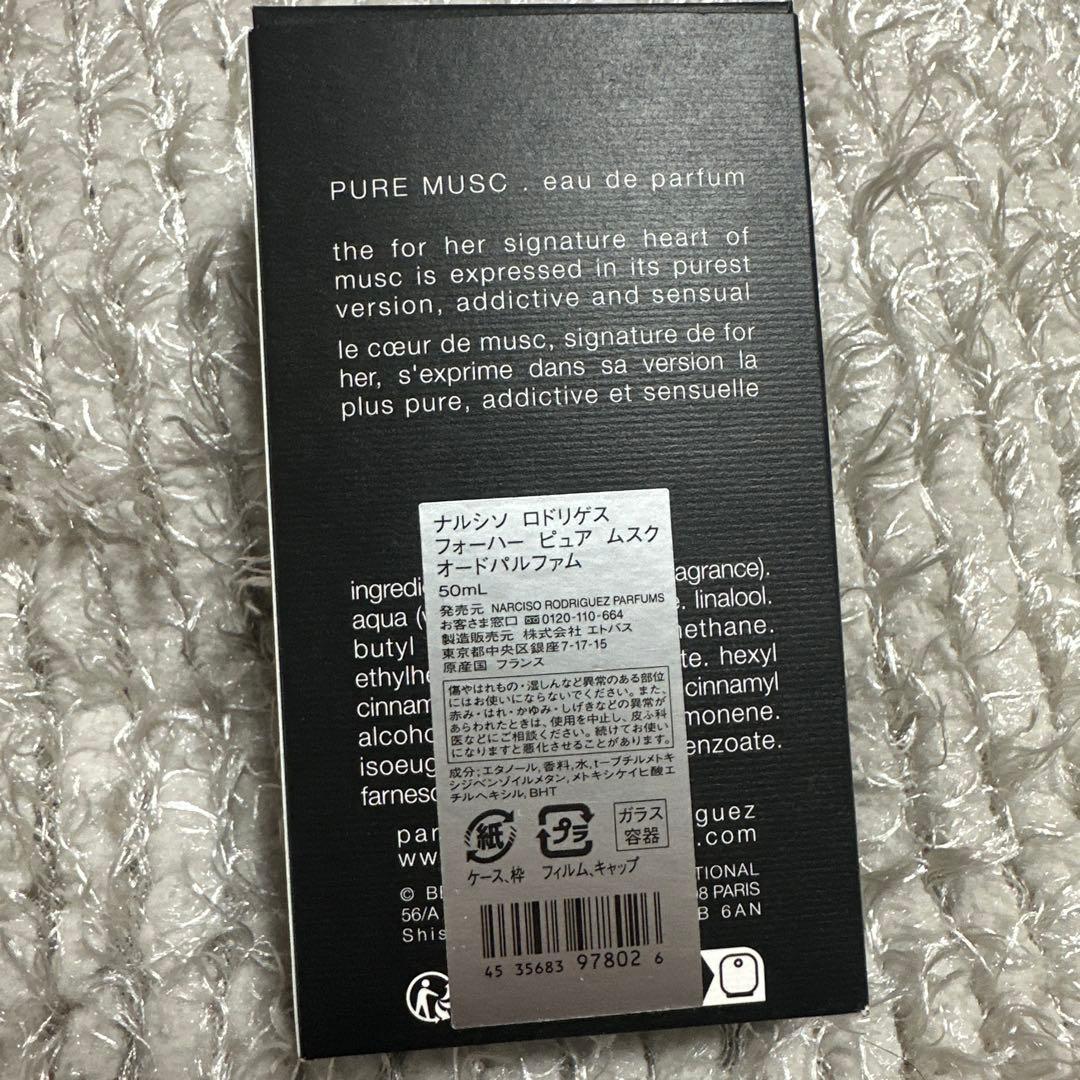 PURE MUSC . eau de parfum
the for her signature heart of
musc is expressed in its purest
version, addictive and sensual
le cœur de musc, signature de for
her, s'exprime dans sa version la
plus pure, addictive et sensuelle
ナルシソ ロドリゲス
フォーハー ピュア ムスク
オードパルファム
50mL
発売元 NARCISO RODRIGUEZ PARFUMS
お客さま窓口 0120-110-664
製造販売元 株式会社 エトバス
東京都中央区銀座7-17-15
原産国 フランス
傷やはれもの・湿しんなど異常のある部位
にはお使いにならないでください。また、
赤み・はれ・かゆみ・しげきなどの異常が
あらわれたときは、使用を中止し、皮ふ科
医などにご相談ください。続けてお使い
になりますと悪化させることがあります。
成分;エタノール,香料,水,t-ブチルメトキ
シジベンゾイルメタン,メトキシケイヒ酸エ
チルヘキシル,BHT
紙 プラ ガラス
容器
ケース、枠 フィルム、キャップ
45 35683 97802 6
ingredi agrance).
aqua ( linalool.
butyl methane.
ethylhe te. hexyl
cinnam cinnamyl
alcoho monene.
isoeug enzoate.
farneso
par guez
www. .com
© BE TIONAL
56/A 08 PARIS
Shis B 6AN